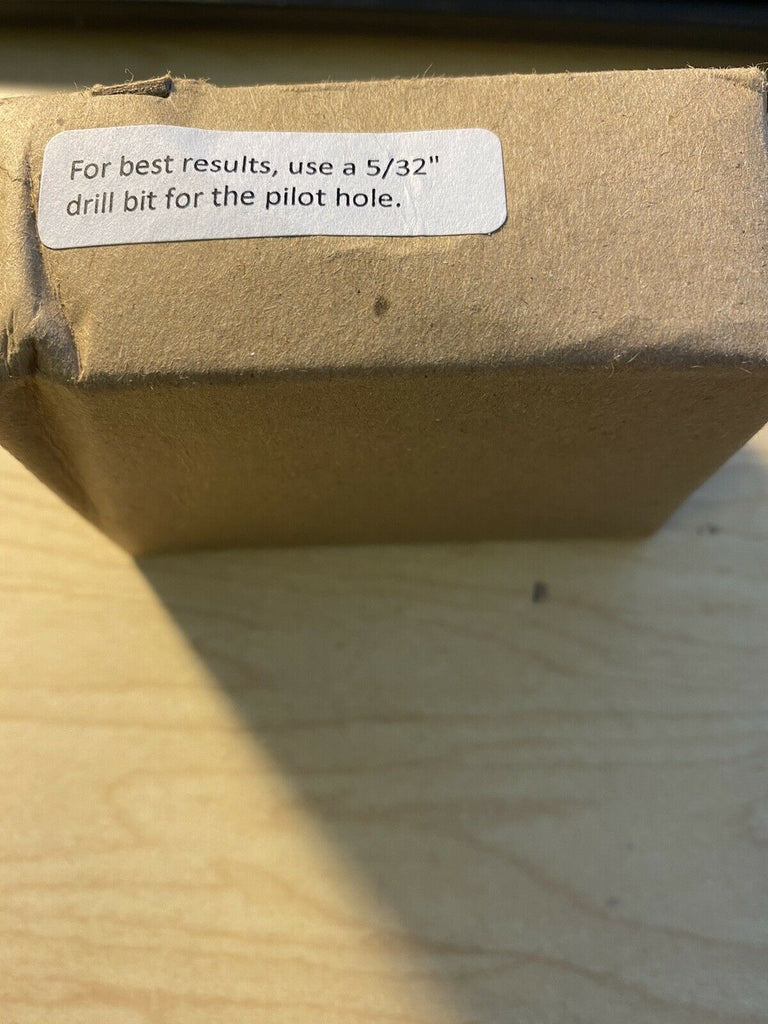 For best results, use a 5/32"
drill bit for the pilot hole.